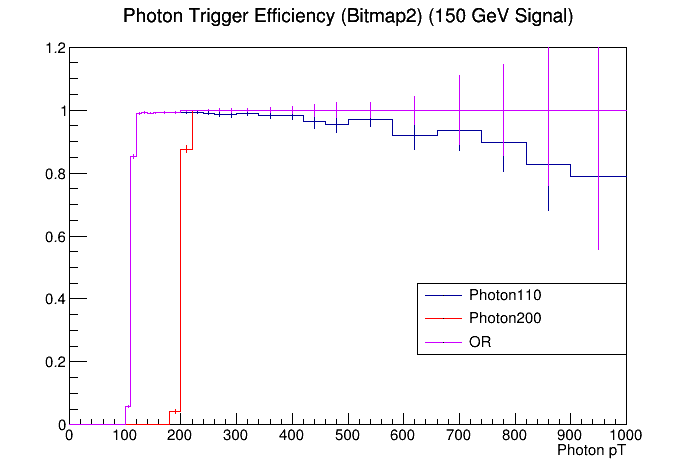 Photon Trigger Efficiency (Bitmap2) (150 GeV Signal)
1.2
1
0.8
0.6
0.4
0.2
0
Photon110
Photon200
OR
0 100 200 300 400 500 600 700 800 900 1000
Photon pT